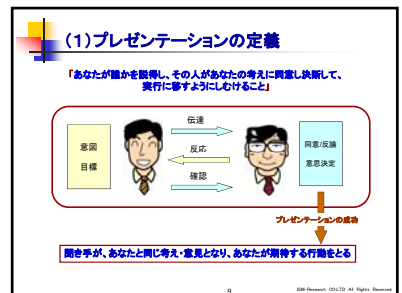 (1)プレゼンテーションの定義
「あなたが誰かを説得し、その人があなたの考えに同意し決断して、
実行に移すようにしむけること」
意図
目標
伝達
反応
確認
同意/反論
意思決定
プレゼンテーションの成功
聞き手が、あなたと同じ考え・意見となり、あなたが期待する行動をとる
9
ISM-Research CO.LTD All Rights Reserved